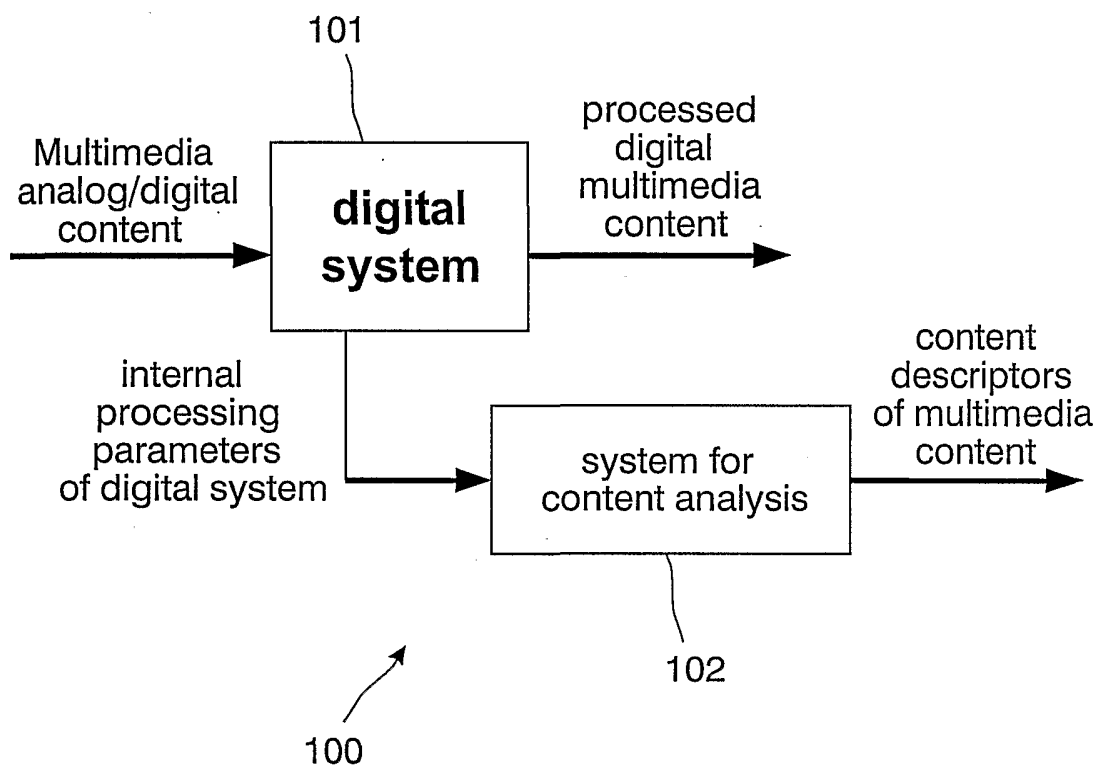 101
Multimedia
analog/digital
content
digital
system
processed
digital
multimedia
content
internal
processing
parameters
of digital system
system for
content analysis
content
descriptors
of multimedia
content
102
100